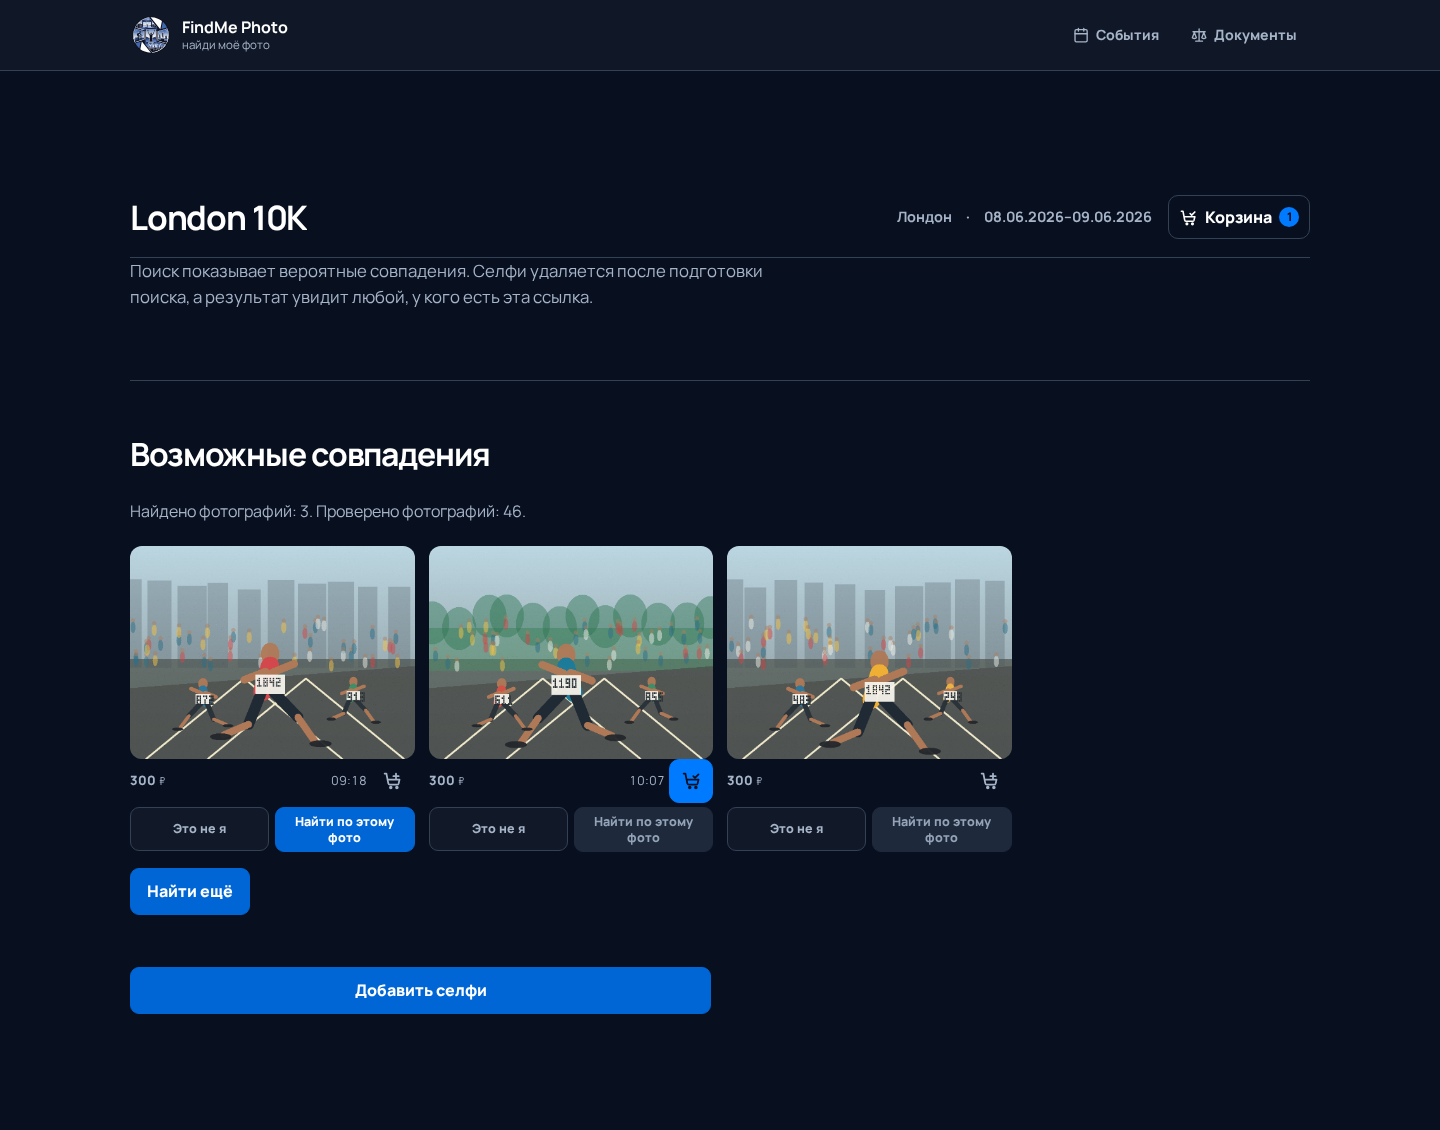 FindMe Photo
найди моё фото
События
Документы
London 10K
Лондон · 08.06.2026–09.06.2026
Корзина 1
Поиск показывает вероятные совпадения. Селфи удаляется после подготовки
поиска, а результат увидит любой, у кого есть эта ссылка.
Возможные совпадения
Найдено фотографий: 3. Проверено фотографий: 46.
1842
1190
1842
483
300 ₽ 09:18
300 ₽ 10:07
300 ₽
Это не я
Найти по этому
фото
Это не я
Найти по этому
фото
Это не я
Найти по этому
фото
Найти ещё
Добавить селфи